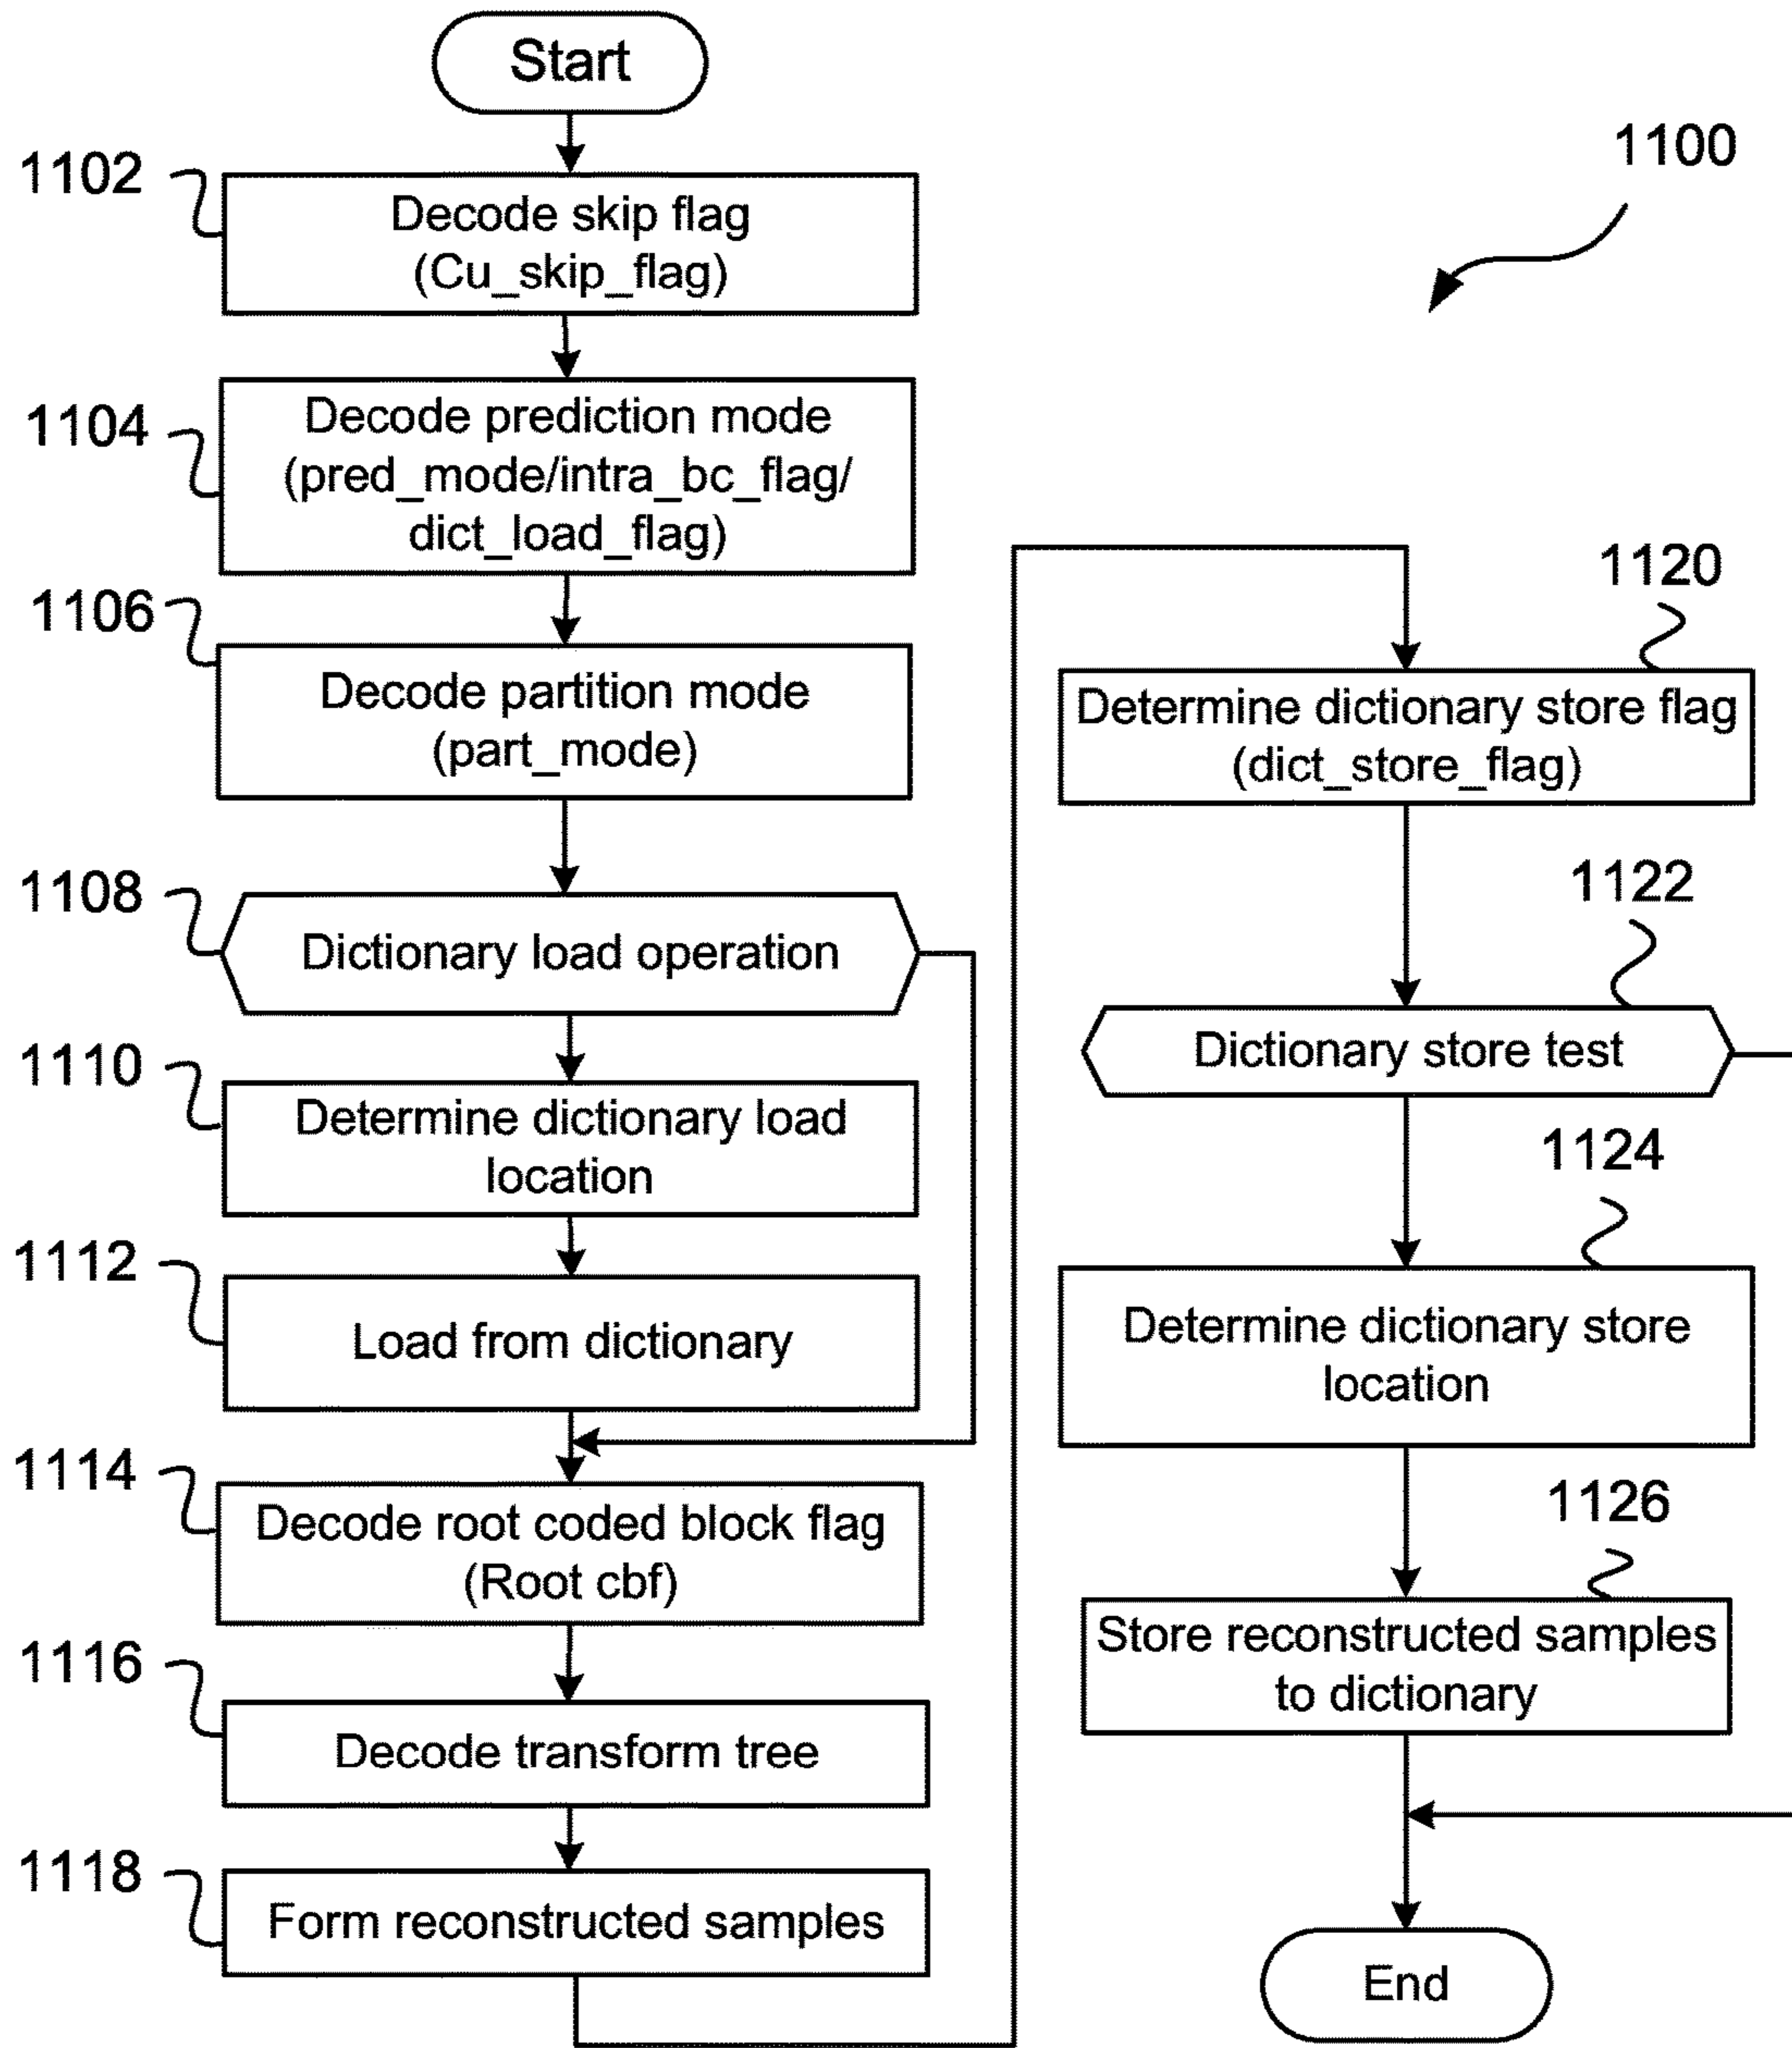 Start
1100
1102
Decode skip flag
(Cu_skip_flag)
1104
Decode prediction mode
(pred_mode/intra_bc_flag/
dict_load_flag)
1106
Decode partition mode
(part_mode)
1108
Dictionary load operation
1110
Determine dictionary load
location
1112
Load from dictionary
1114
Decode root coded block flag
(Root cbf)
1116
Decode transform tree
1118
Form reconstructed samples
1120
Determine dictionary store flag
(dict_store_flag)
1122
Dictionary store test
1124
Determine dictionary store
location
1126
Store reconstructed samples
to dictionary
End